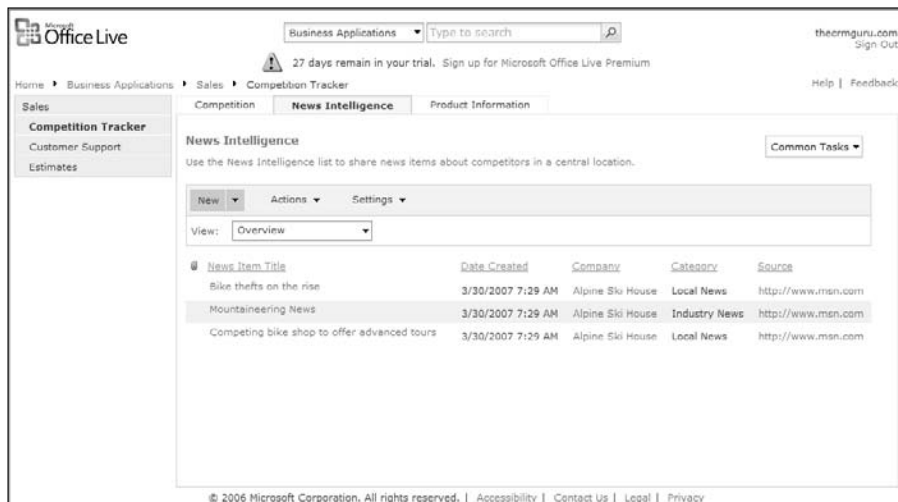 Microsoft
Office Live
Business Applications Type to search
thecrmguru.com
Sign Out
27 days remain in your trial. Sign up for Microsoft Office Live Premium
Home Business Applications Sales Competition Tracker
Help | Feedback
Sales
Competition Tracker
Customer Support
Estimates
Competition News Intelligence Product Information
News Intelligence
Common Tasks
Use the News Intelligence list to share news items about competitors in a central location.
New Actions Settings
View: Overview
News Item Title Date Created Company Category Source
Bike thefts on the rise 3/30/2007 7:29 AM Alpine Ski House Local News http://www.msn.com
Mountaineering News 3/30/2007 7:29 AM Alpine Ski House Industry News http://www.msn.com
Competing bike shop to offer advanced tours 3/30/2007 7:29 AM Alpine Ski House Local News http://www.msn.com
© 2006 Microsoft Corporation. All rights reserved. | Accessibility | Contact Us | Legal | Privacy